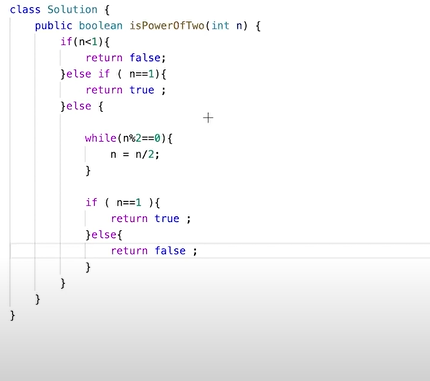 class Solution {
    public boolean isPowerOfTwo(int n) {
        if(n<1){
            return false;
        }else if ( n==1){
            return true ;
        }else {
            while(n%2==0){
                n = n/2;
            }
            if ( n==1 ){
                return true ;
            }else{
                return false ;
            }
        }
    }
}